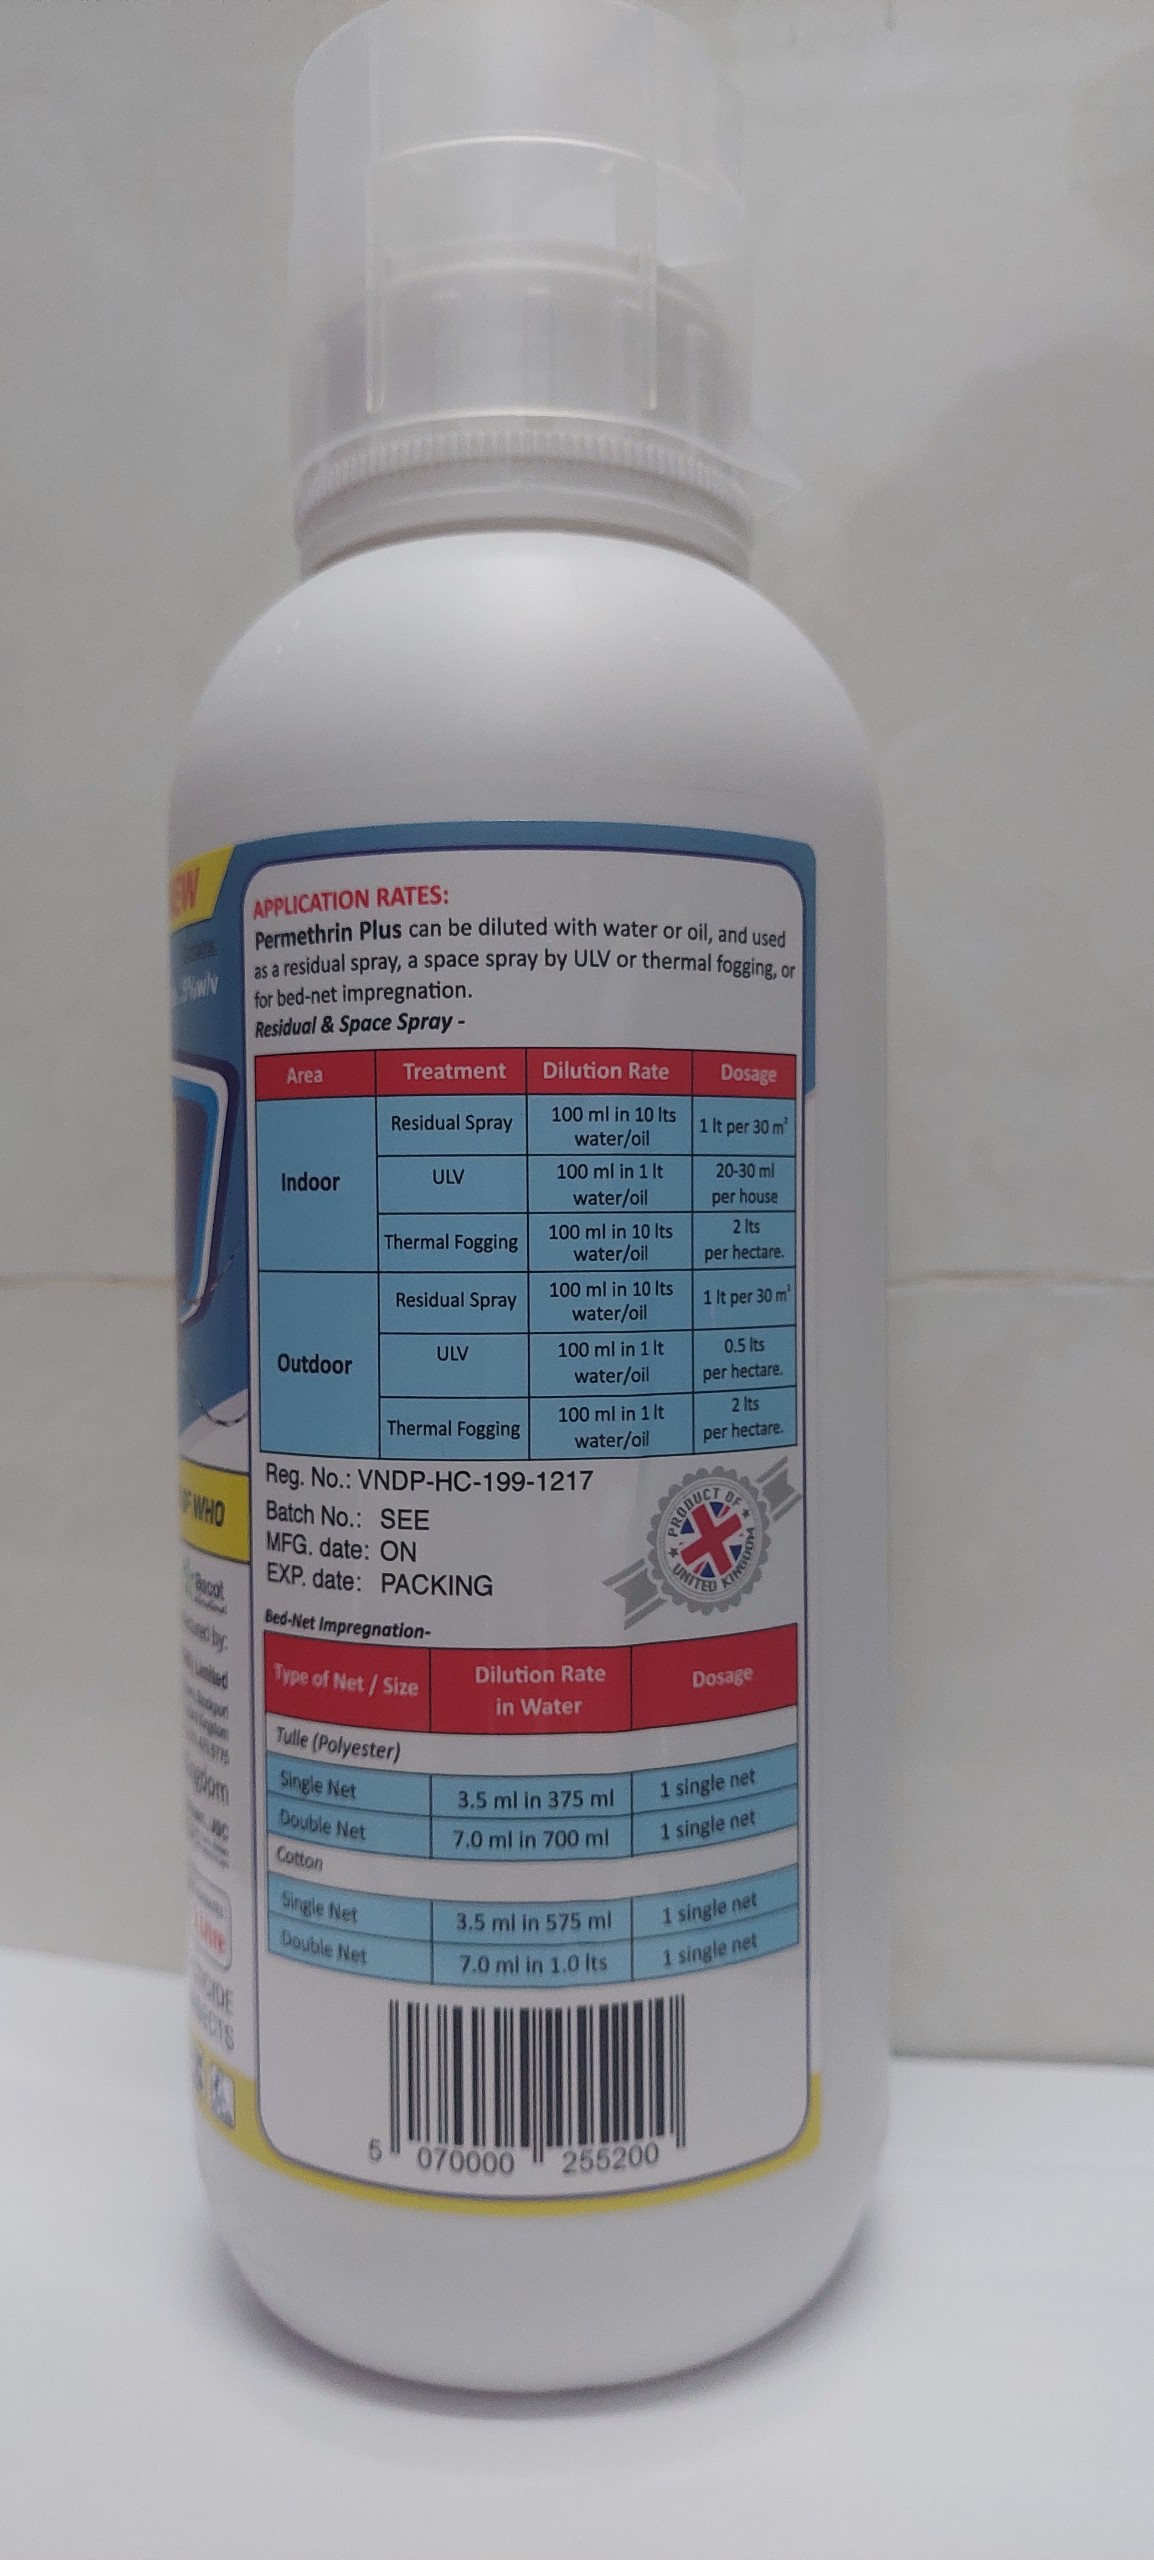 APPLICATION RATES:
Permethrin Plus can be diluted with water or oil, and used
as a residual spray, a space spray by ULV or thermal fogging, or
for bed-net impregnation.
Residual & Space Spray -
Area Treatment Dilution Rate Dosage
Indoor
Residual Spray 100 ml in 10 lts water/oil 1 lt per 30 m²
ULV 100 ml in 1 lt water/oil 20-30 ml per house
Thermal Fogging 100 ml in 10 lts water/oil 2 lts per hectare.
Outdoor
Residual Spray 100 ml in 10 lts water/oil 1 lt per 30 m²
ULV 100 ml in 1 lt water/oil 0.5 lts per hectare.
Thermal Fogging 100 ml in 1 lt water/oil 2 lts per hectare.
Reg. No.: VNDP-HC-199-1217
Batch No.: SEE
MFG. date: ON
EXP. date: PACKING
PRODUCT OF
UNITED KINGDOM
Bed-Net Impregnation-
Type of Net / Size Dilution Rate in Water Dosage
Tulle (Polyester)
Single Net 3.5 ml in 375 ml 1 single net
Double Net 7.0 ml in 700 ml 1 single net
Cotton
Single Net 3.5 ml in 575 ml 1 single net
Double Net 7.0 ml in 1.0 lts 1 single net
5 070000 255200
WHO
Limited